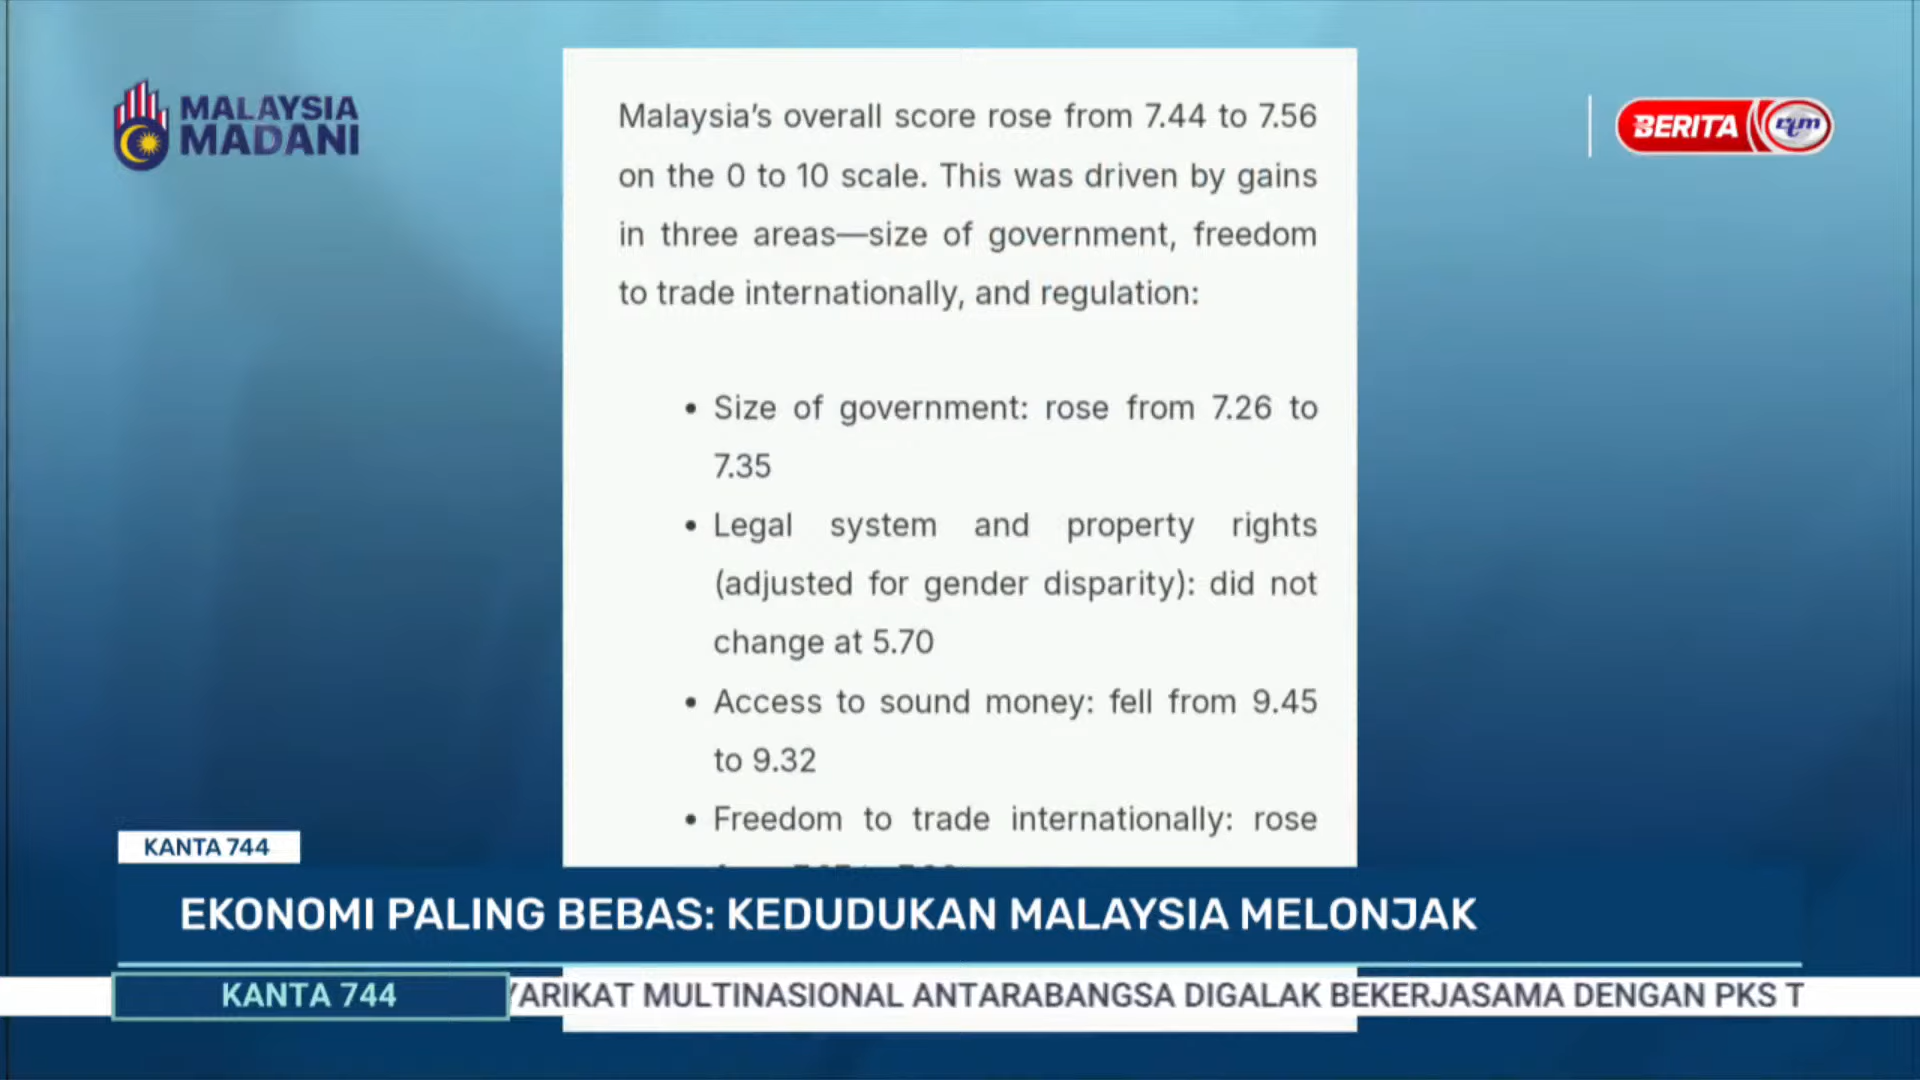 MALAYSIA
MADANI
BERITA rtm
Malaysia’s overall score rose from 7.44 to 7.56
on the 0 to 10 scale. This was driven by gains
in three areas—size of government, freedom
to trade internationally, and regulation:
• Size of government: rose from 7.26 to
7.35
• Legal system and property rights
(adjusted for gender disparity): did not
change at 5.70
• Access to sound money: fell from 9.45
to 9.32
• Freedom to trade internationally: rose
KANTA 744
EKONOMI PALING BEBAS: KEDUDUKAN MALAYSIA MELONJAK
KANTA 744
YARIKAT MULTINASIONAL ANTARABANGSA DIGALAK BEKERJASAMA DENGAN PKS T